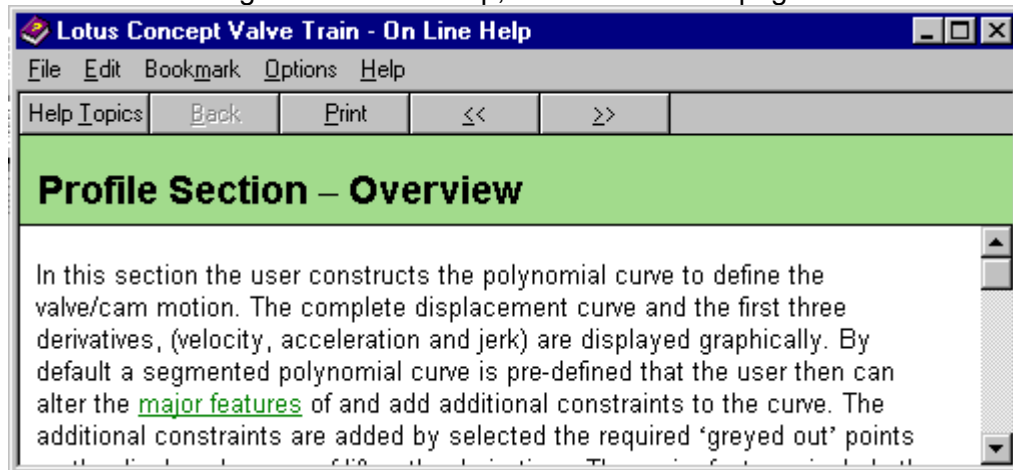 Lotus Concept Valve Train - On Line Help
File Edit Bookmark Options Help
Help Topics Back Print << >>
Profile Section – Overview
In this section the user constructs the polynomial curve to define the
valve/cam motion. The complete displacement curve and the first three
derivatives, (velocity, acceleration and jerk) are displayed graphically. By
default a segmented polynomial curve is pre-defined that the user then can
alter the major features of and add additional constraints to the curve. The
additional constraints are added by selected the required ‘greyed out’ points